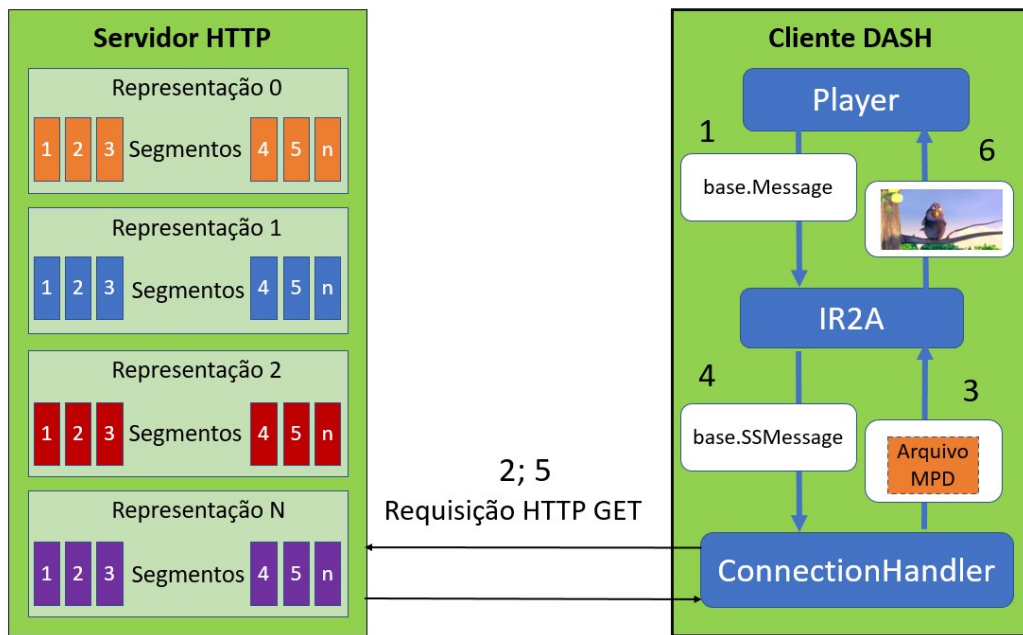 Servidor HTTP
Representação 0
1 2 3 Segmentos 4 5 n
Representação 1
1 2 3 Segmentos 4 5 n
Representação 2
1 2 3 Segmentos 4 5 n
Representação N
1 2 3 Segmentos 4 5 n
2; 5
Requisição HTTP GET
Cliente DASH
Player
1
base.Message
6
IR2A
4
base.SSMessage
3
Arquivo
MPD
ConnectionHandler